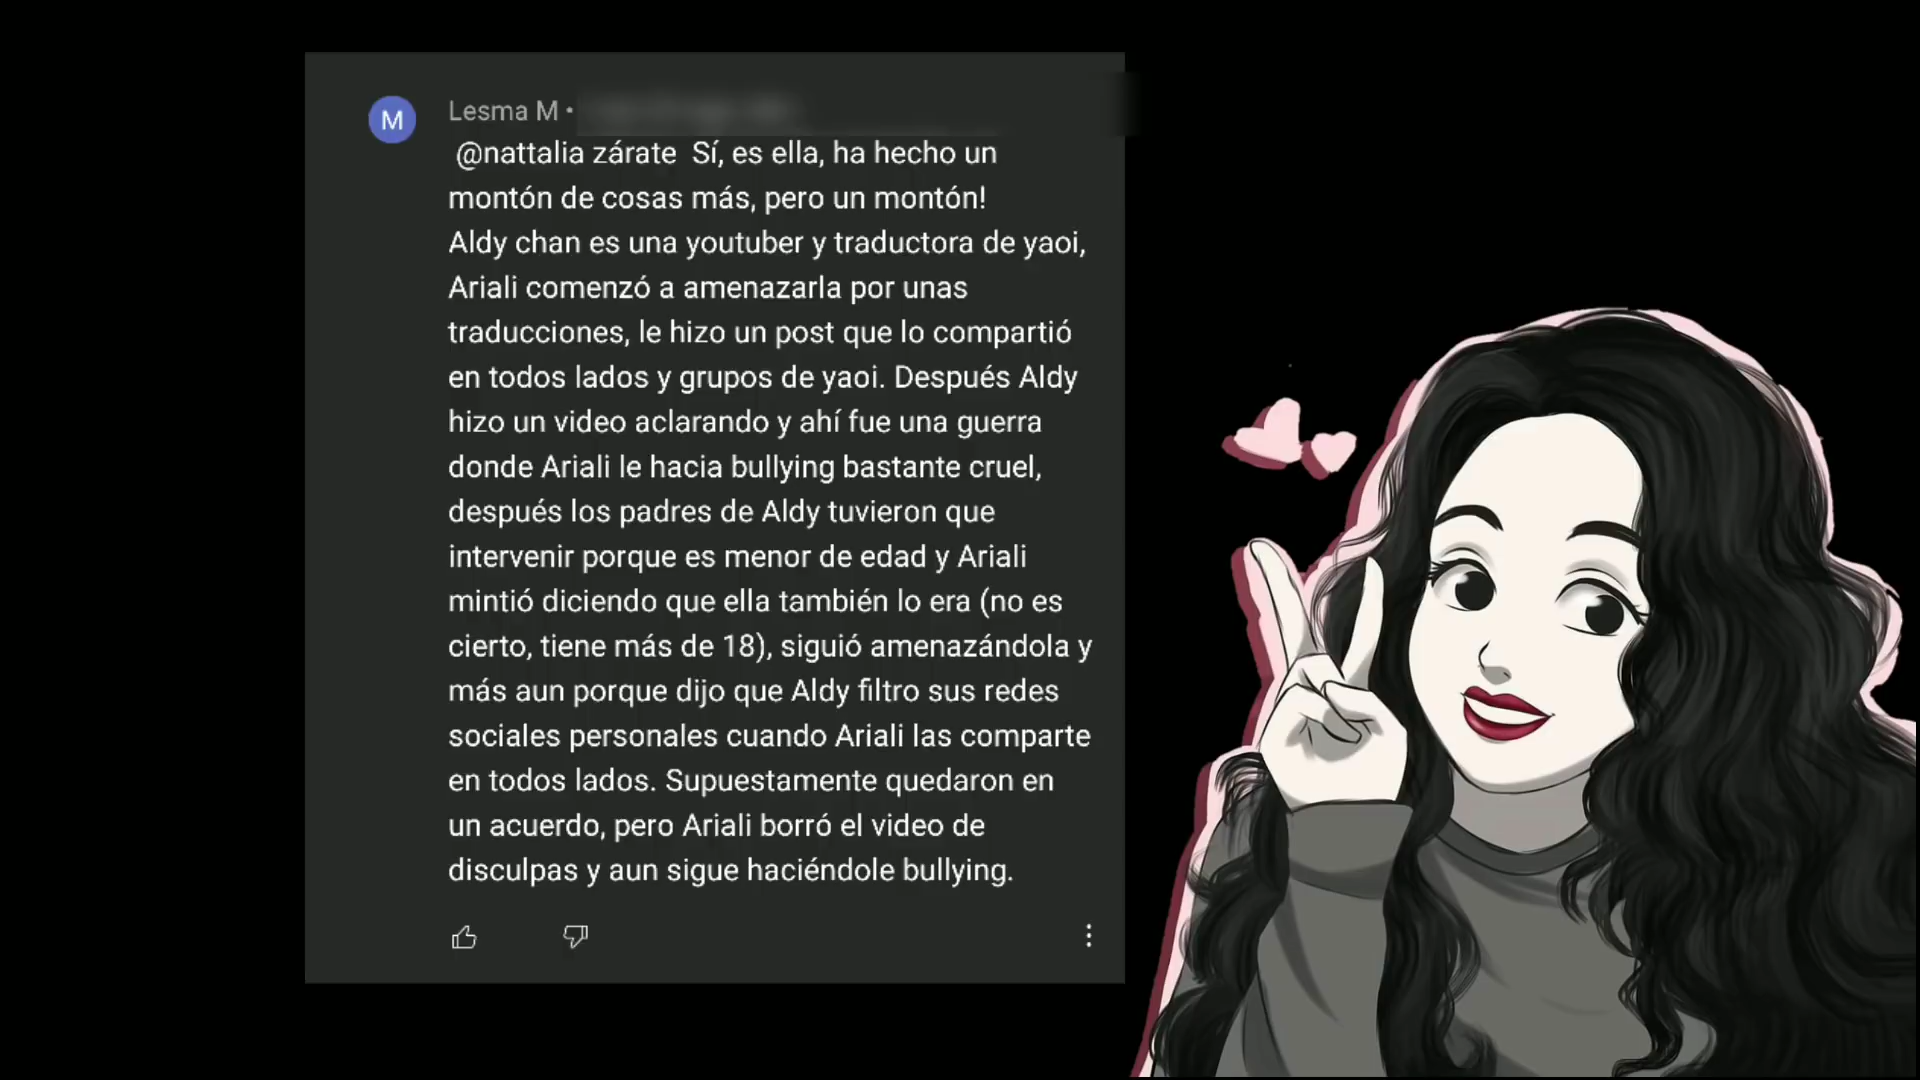 M
Lesma M •
@nattalia zárate Sí, es ella, ha hecho un
montón de cosas más, pero un montón!
Aldy chan es una youtuber y traductora de yaoi,
Ariali comenzó a amenazarla por unas
traducciones, le hizo un post que lo compartió
en todos lados y grupos de yaoi. Después Aldy
hizo un video aclarando y ahí fue una guerra
donde Ariali le hacia bullying bastante cruel,
después los padres de Aldy tuvieron que
intervenir porque es menor de edad y Ariali
mintió diciendo que ella también lo era (no es
cierto, tiene más de 18), siguió amenazándola y
más aun porque dijo que Aldy filtro sus redes
sociales personales cuando Ariali las comparte
en todos lados. Supuestamente quedaron en
un acuerdo, pero Ariali borró el video de
disculpas y aun sigue haciéndole bullying.